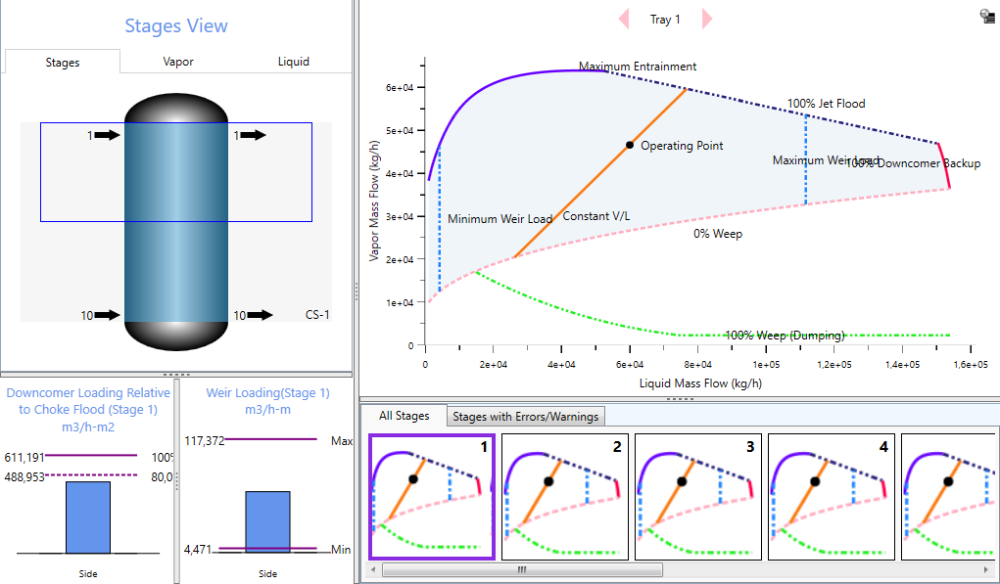 Stages View
Stages
Vapor
Liquid
1
1
10
10
CS-1
Downcomer Loading Relative
to Choke Flood (Stage 1)
m3/h-m2
611,191
100%
488,953
80,0
Side
Weir Loading(Stage 1)
m3/h-m
117,372
Max
4,471
Min
Side
Tray 1
Vapor Mass Flow (kg/h)
6e+04
5e+04
4e+04
3e+04
2e+04
1e+04
0
Maximum Entrainment
100% Jet Flood
Operating Point
Maximum Weir Load
100% Downcomer Backup
Minimum Weir Load
Constant V/L
0% Weep
100% Weep (Dumping)
0
2e+04
4e+04
6e+04
8e+04
1e+05
1,2e+05
1,4e+05
1,6e+05
Liquid Mass Flow (kg/h)
All Stages
Stages with Errors/Warnings
1
2
3
4